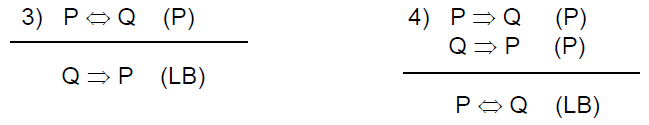 3) P ⇔ Q (P)
Q ⇒ P (LB)
4) P ⇒ Q (P)
Q ⇒ P (P)
P ⇔ Q (LB)